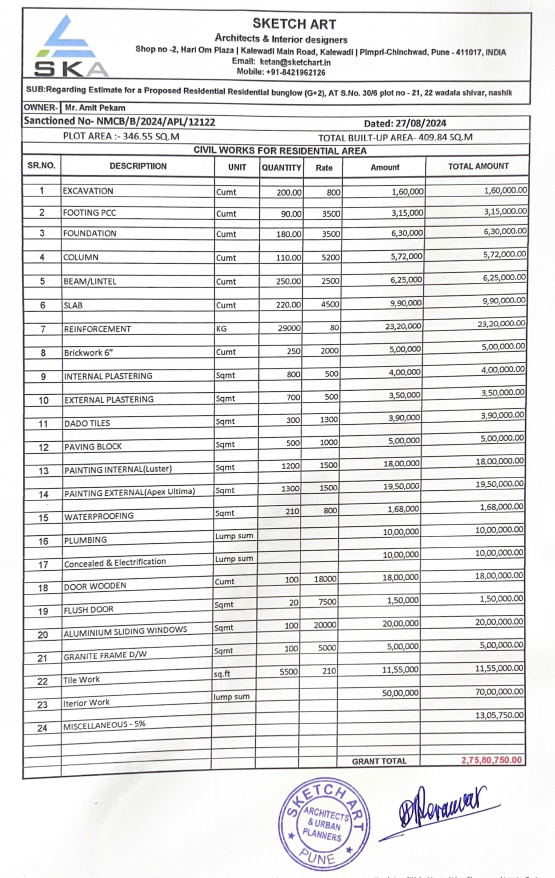 SKETCH ART
Architects & Interior designers
Shop no -2, Hari Om Plaza | Kalewadi Main Road, Kalewadi | Pimpri-Chinchwad, Pune - 411017, INDIA
Email: ketan@sketchart.in
Mobile: +91-8421962126
SKA
SUB:Regarding Estimate for a Proposed Residential Residential bunglow (G+2), AT S.No. 30/6 plot no - 21, 22 wadala shivar, nashik
OWNER- Mr. Amit Pekam
Sanctioned No- NMCB/B/2024/APL/12122 Dated: 27/08/2024
PLOT AREA :- 346.55 SQ.M TOTAL BUILT-UP AREA- 409.84 SQ.M
CIVIL WORKS FOR RESIDENTIAL AREA
SR.NO. DESCRIPTIION UNIT QUANTITY Rate Amount TOTAL AMOUNT
1 EXCAVATION Cumt 200.00 800 1,60,000 1,60,000.00
2 FOOTING PCC Cumt 90.00 3500 3,15,000 3,15,000.00
3 FOUNDATION Cumt 180.00 3500 6,30,000 6,30,000.00
4 COLUMN Cumt 110.00 5200 5,72,000 5,72,000.00
5 BEAM/LINTEL Cumt 250.00 2500 6,25,000 6,25,000.00
6 SLAB Cumt 220.00 4500 9,90,000 9,90,000.00
7 REINFORCEMENT KG 29000 80 23,20,000 23,20,000.00
8 Brickwork 6" Cumt 250 2000 5,00,000 5,00,000.00
9 INTERNAL PLASTERING Sqmt 800 500 4,00,000 4,00,000.00
10 EXTERNAL PLASTERING Sqmt 700 500 3,50,000 3,50,000.00
11 DADO TILES Sqmt 300 1300 3,90,000 3,90,000.00
12 PAVING BLOCK Sqmt 500 1000 5,00,000 5,00,000.00
13 PAINTING INTERNAL(Luster) Sqmt 1200 1500 18,00,000 18,00,000.00
14 PAINTING EXTERNAL(Apex Ultima) Sqmt 1300 1500 19,50,000 19,50,000.00
15 WATERPROOFING Sqmt 210 800 1,68,000 1,68,000.00
16 PLUMBING Lump sum 10,00,000 10,00,000.00
17 Concealed & Electrification Lump sum 10,00,000 10,00,000.00
18 DOOR WOODEN Cumt 100 18000 18,00,000 18,00,000.00
19 FLUSH DOOR Sqmt 20 7500 1,50,000 1,50,000.00
20 ALUMINIUM SLIDING WINDOWS Sqmt 100 20000 20,00,000 20,00,000.00
21 GRANITE FRAME D/W Sqmt 100 5000 5,00,000 5,00,000.00
22 Tile Work sq.ft 5500 210 11,55,000 11,55,000.00
23 Iterior Work lump sum 50,00,000 70,00,000.00
24 MISCELLANEOUS - 5% 13,05,750.00
GRANT TOTAL 2,75,80,750.00
SKETCH ART
ARCHITECTS
& URBAN
PLANNERS
PUNE